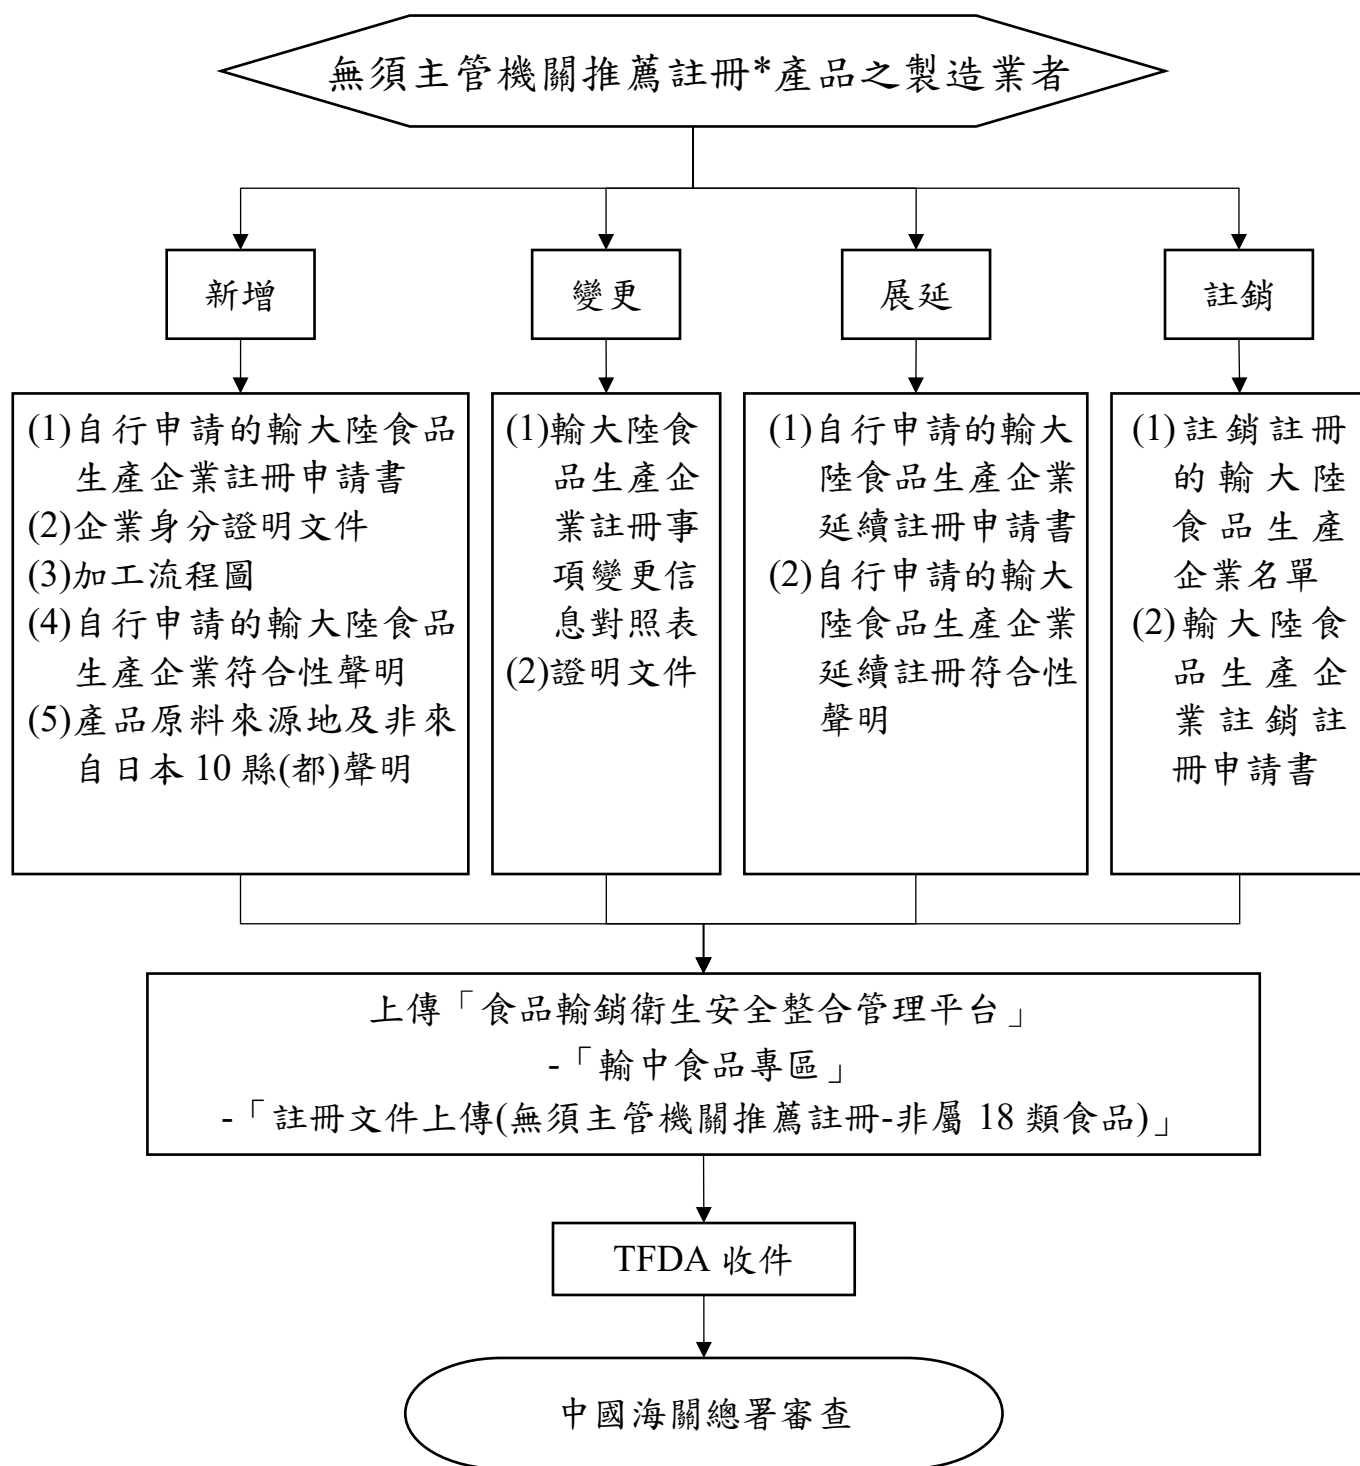 無須主管機關推薦註冊*產品之製造業者
新增
變更
展延
註銷
(1)自行申請的輸大陸食品
生產企業註冊申請書
(2)企業身分證明文件
(3)加工流程圖
(4)自行申請的輸大陸食品
生產企業符合性聲明
(5)產品原料來源地及非來
自日本 10 縣(都)聲明
(1)輸大陸食
品生產企
業註冊事
項變更信
息對照表
(2)證明文件
(1)自行申請的輸大
陸食品生產企業
延續註冊申請書
(2)自行申請的輸大
陸食品生產企業
延續註冊符合性
聲明
(1)註銷註冊
的輸大陸
食品生產
企業名單
(2)輸大陸食
品生產企
業註銷註
冊申請書
上傳「食品輸銷衛生安全整合管理平台」
-「輸中食品專區」
-「註冊文件上傳(無須主管機關推薦註冊-非屬 18 類食品)」
TFDA 收件
中國海關總署審查